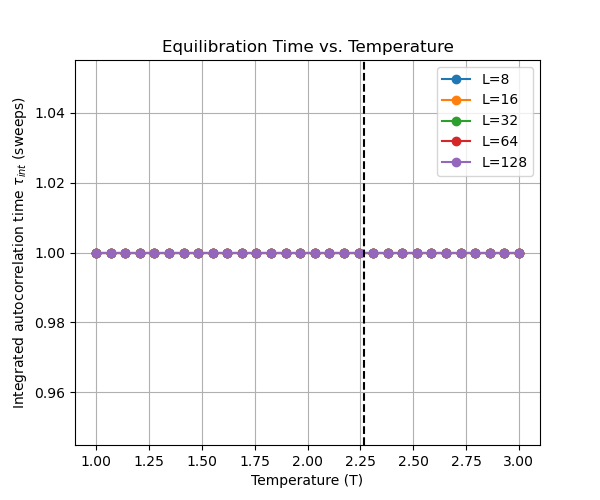 Equilibration Time vs. Temperature
Integrated autocorrelation time τ_int (sweeps)
1.04
1.02
1.00
0.98
0.96
L=8
L=16
L=32
L=64
L=128
1.00 1.25 1.50 1.75 2.00 2.25 2.50 2.75 3.00
Temperature (T)